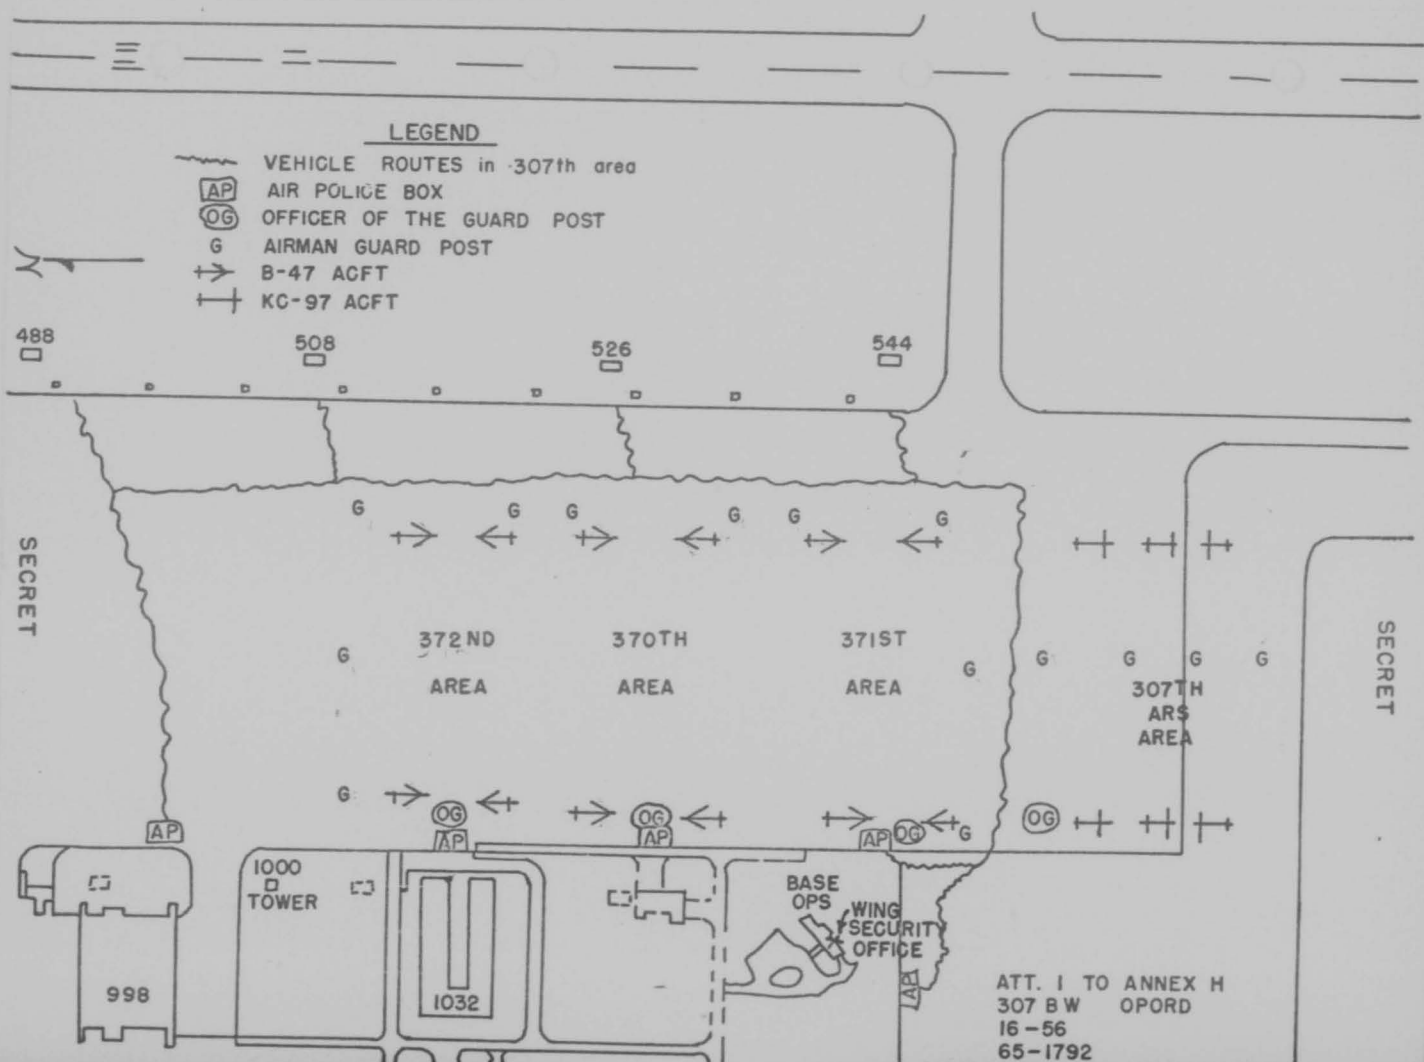 LEGEND
VEHICLE ROUTES in 307th area
AP AIR POLICE BOX
OG OFFICER OF THE GUARD POST
G AIRMAN GUARD POST
B-47 ACFT
KC-97 ACFT
488
508
526
544
G G G G G G
SECRET
SECRET
372ND
AREA
370TH
AREA
371ST
AREA
G
G G G G G
307TH
ARS
AREA
G
OG
OG
OG
G
OG
AP
AP
AP
AP
1000
TOWER
BASE
OPS
WING
SECURITY
OFFICE
998
1032
AP
ATT. 1 TO ANNEX H
307 BW OPORD
16-56
65-1792